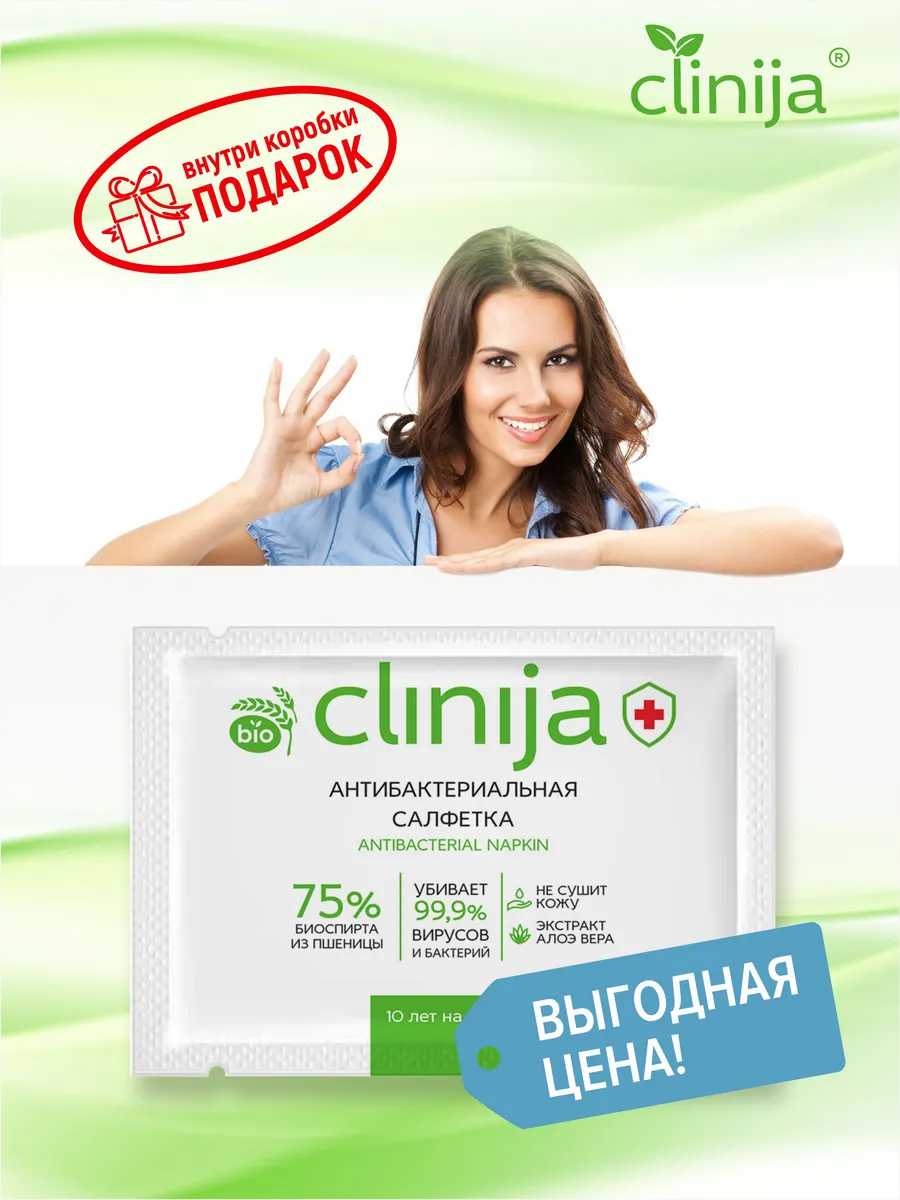 clinija®
внутри коробки
ПОДАРОК
clinija
bio
АНТИБАКТЕРИАЛЬНАЯ
САЛФЕТКА
ANTIBACTERIAL NAPKIN
75%
БИОСПИРТА
ИЗ ПШЕНИЦЫ
УБИВАЕТ
99,9%
ВИРУСОВ
И БАКТЕРИЙ
НЕ СУШИТ
КОЖУ
ЭКСТРАКТ
АЛОЭ ВЕРА
10 лет на
ВЫГОДНАЯ
ЦЕНА!